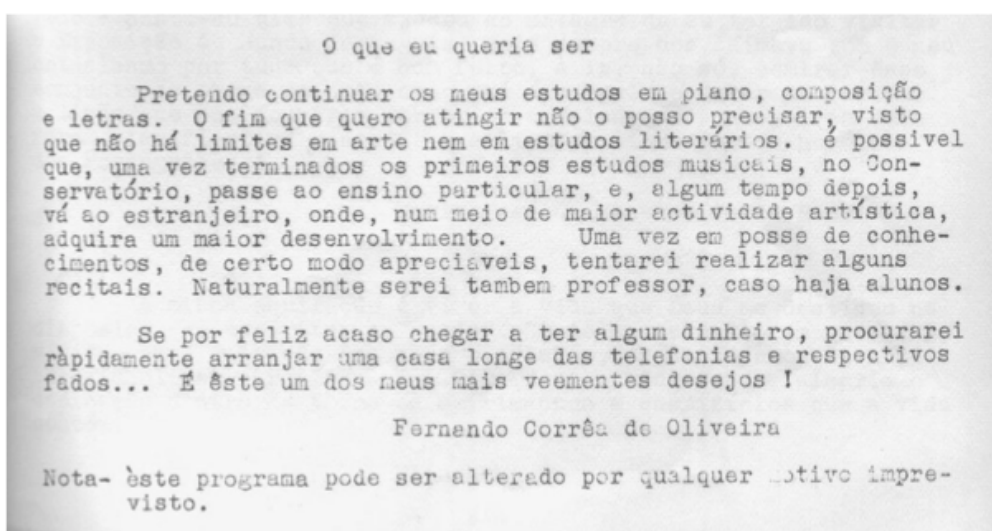 O que eu queria ser
Pretendo continuar os meus estudos em piano, composição
e letras. O fim que quero atingir não o posso precisar, visto
que não há limites em arte nem em estudos literários. é possivel
que, uma vez terminados os primeiros estudos musicais, no Con-
servatório, passe ao ensino particular, e, algum tempo depois,
vá ao estranjeiro, onde, num meio de maior actividade artística,
adquira um maior desenvolvimento. Uma vez em posse de conhe-
cimentos, de certo modo apreciaveis, tentarei realizar alguns
recitais. Naturalmente serei tambem professor, caso haja alunos.
Se por feliz acaso chegar a ter algum dinheiro, procurarei
ràpidamente arranjar uma casa longe das telefonias e respectivos
fados... É êste um dos meus mais veementes desejos !
Fernando Corrêa de Oliveira
Nota- èste programa pode ser alterado por qualquer motivo impre-
visto.